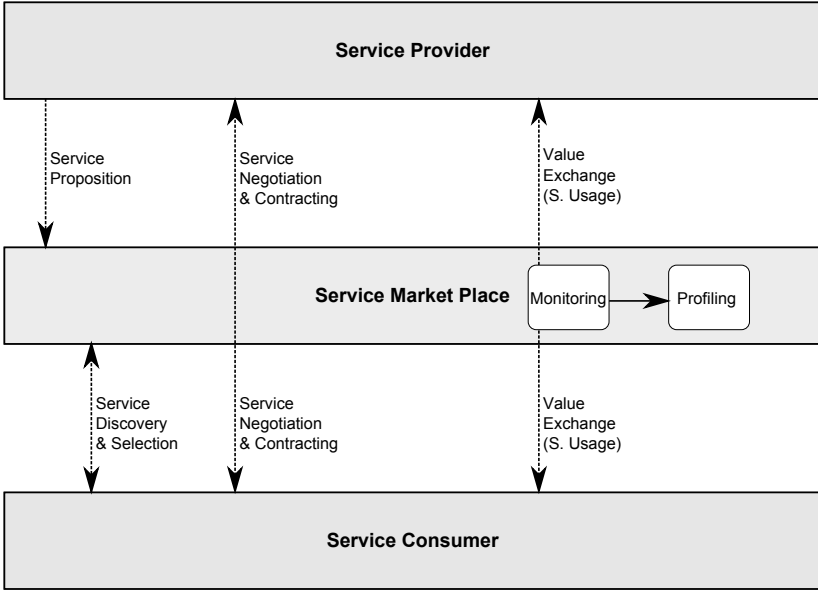 Service Provider
Service
Proposition
Service
Negotiation
& Contracting
Value
Exchange
(S. Usage)
Service Market Place
Monitoring
Profiling
Service
Discovery
& Selection
Service
Negotiation
& Contracting
Value
Exchange
(S. Usage)
Service Consumer